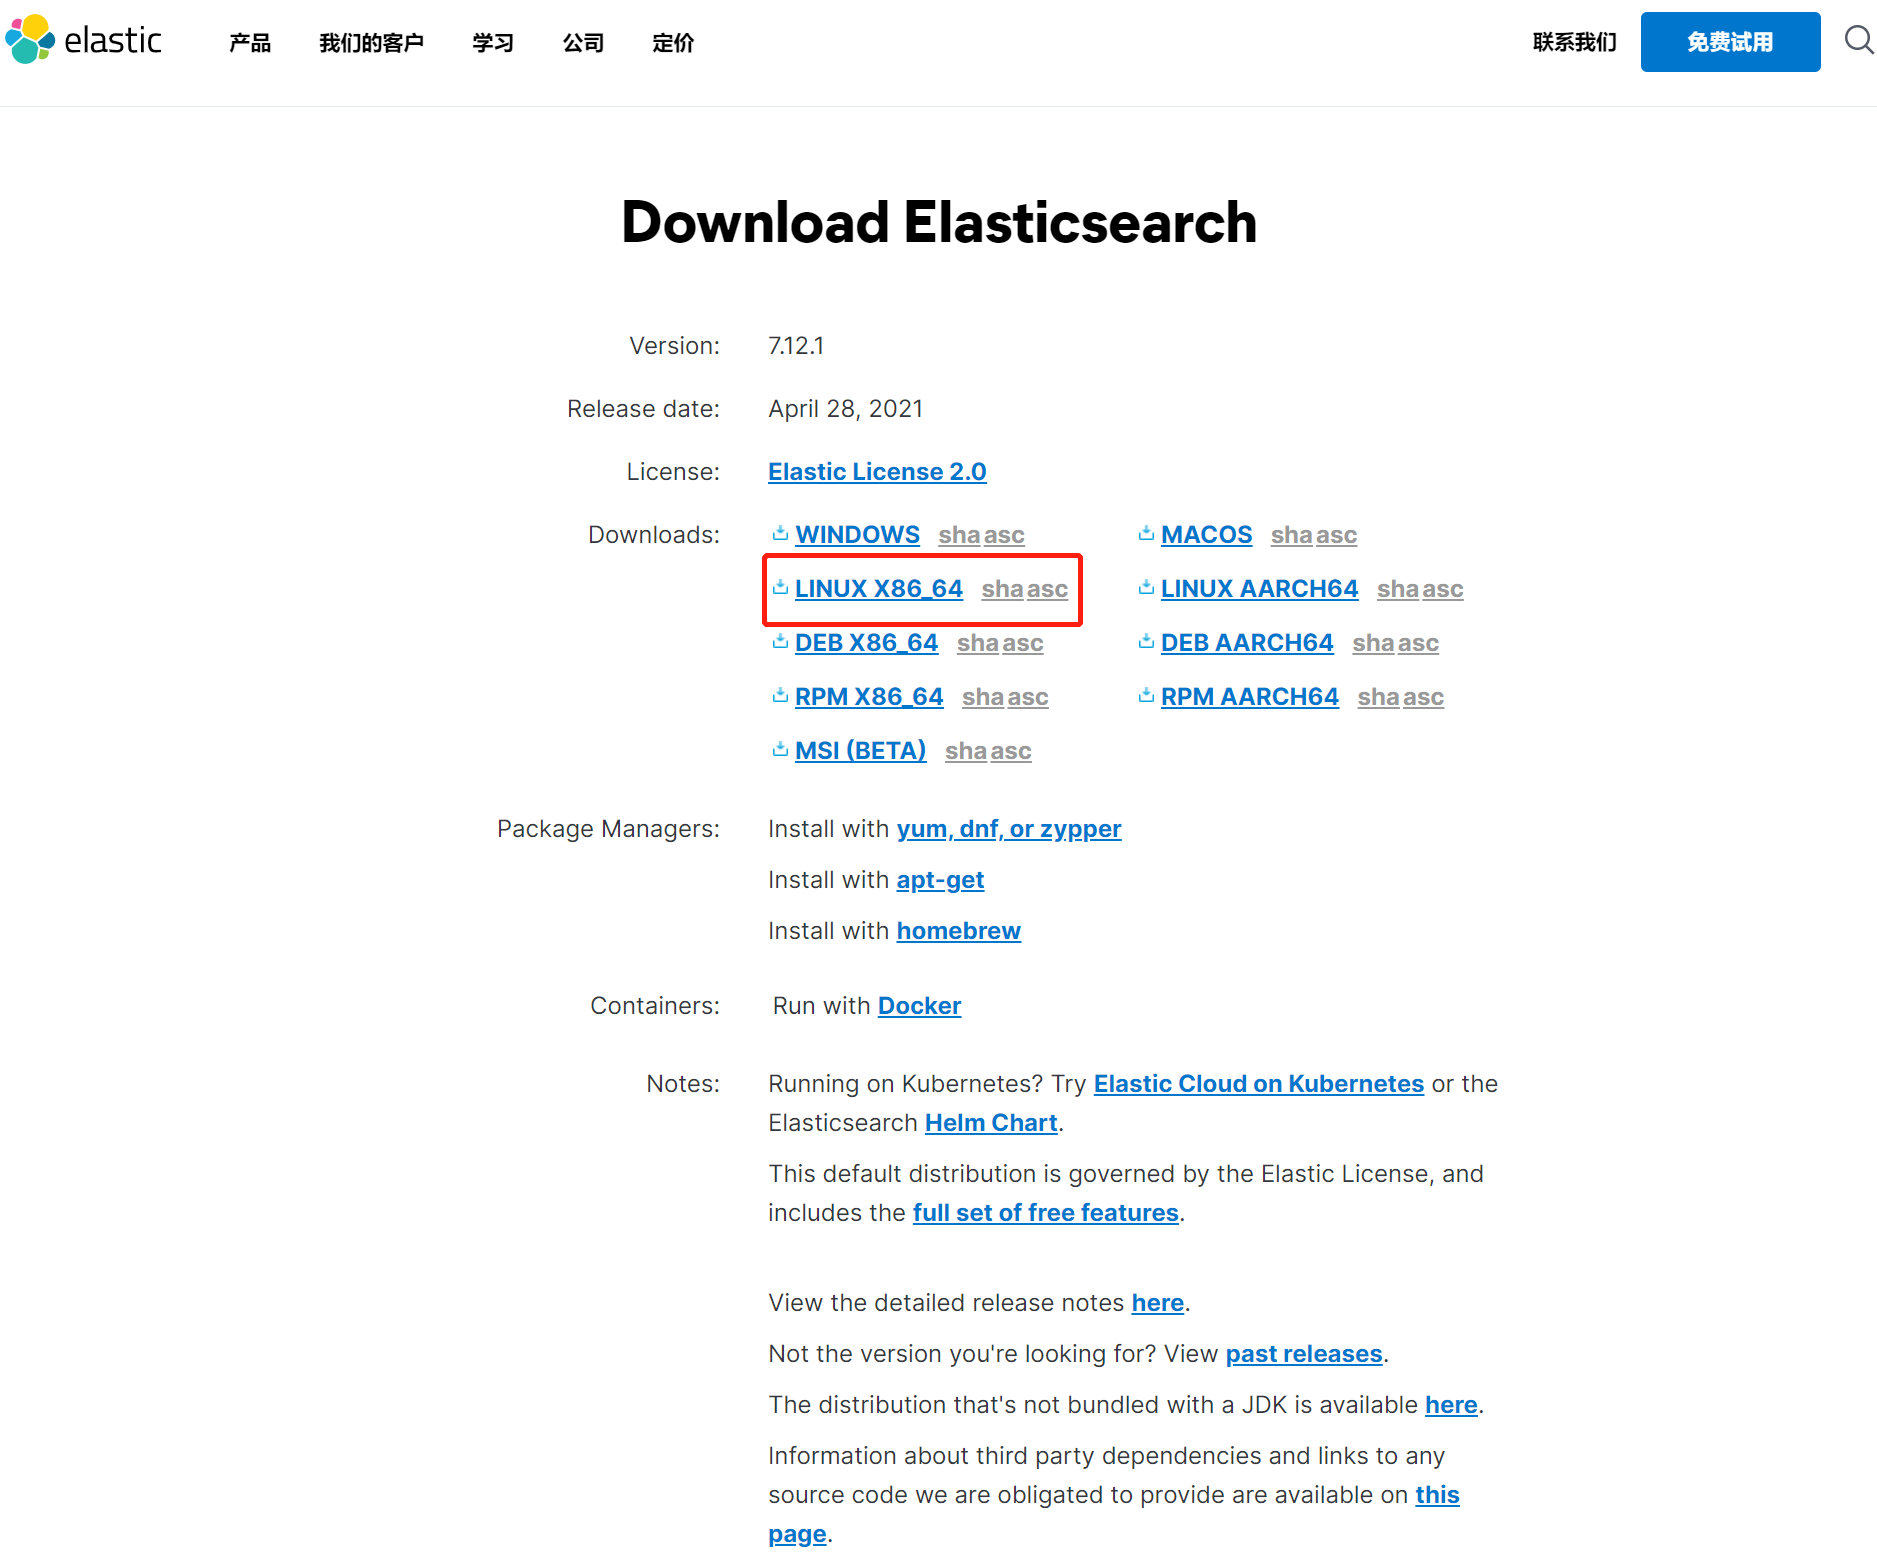 elastic 产品 我们的客户 学习 公司 定价 联系我们 免费试用
Download Elasticsearch
Version: 7.12.1
Release date: April 28, 2021
License: Elastic License 2.0
Downloads: WINDOWS sha asc MACOS sha asc
LINUX X86_64 sha asc LINUX AARCH64 sha asc
DEB X86_64 sha asc DEB AARCH64 sha asc
RPM X86_64 sha asc RPM AARCH64 sha asc
MSI (BETA) sha asc
Package Managers: Install with yum, dnf, or zypper
Install with apt-get
Install with homebrew
Containers: Run with Docker
Notes: Running on Kubernetes? Try Elastic Cloud on Kubernetes or the
Elasticsearch Helm Chart.
This default distribution is governed by the Elastic License, and
includes the full set of free features.
View the detailed release notes here.
Not the version you're looking for? View past releases.
The distribution that's not bundled with a JDK is available here.
Information about third party dependencies and links to any
source code we are obligated to provide are available on this
page.